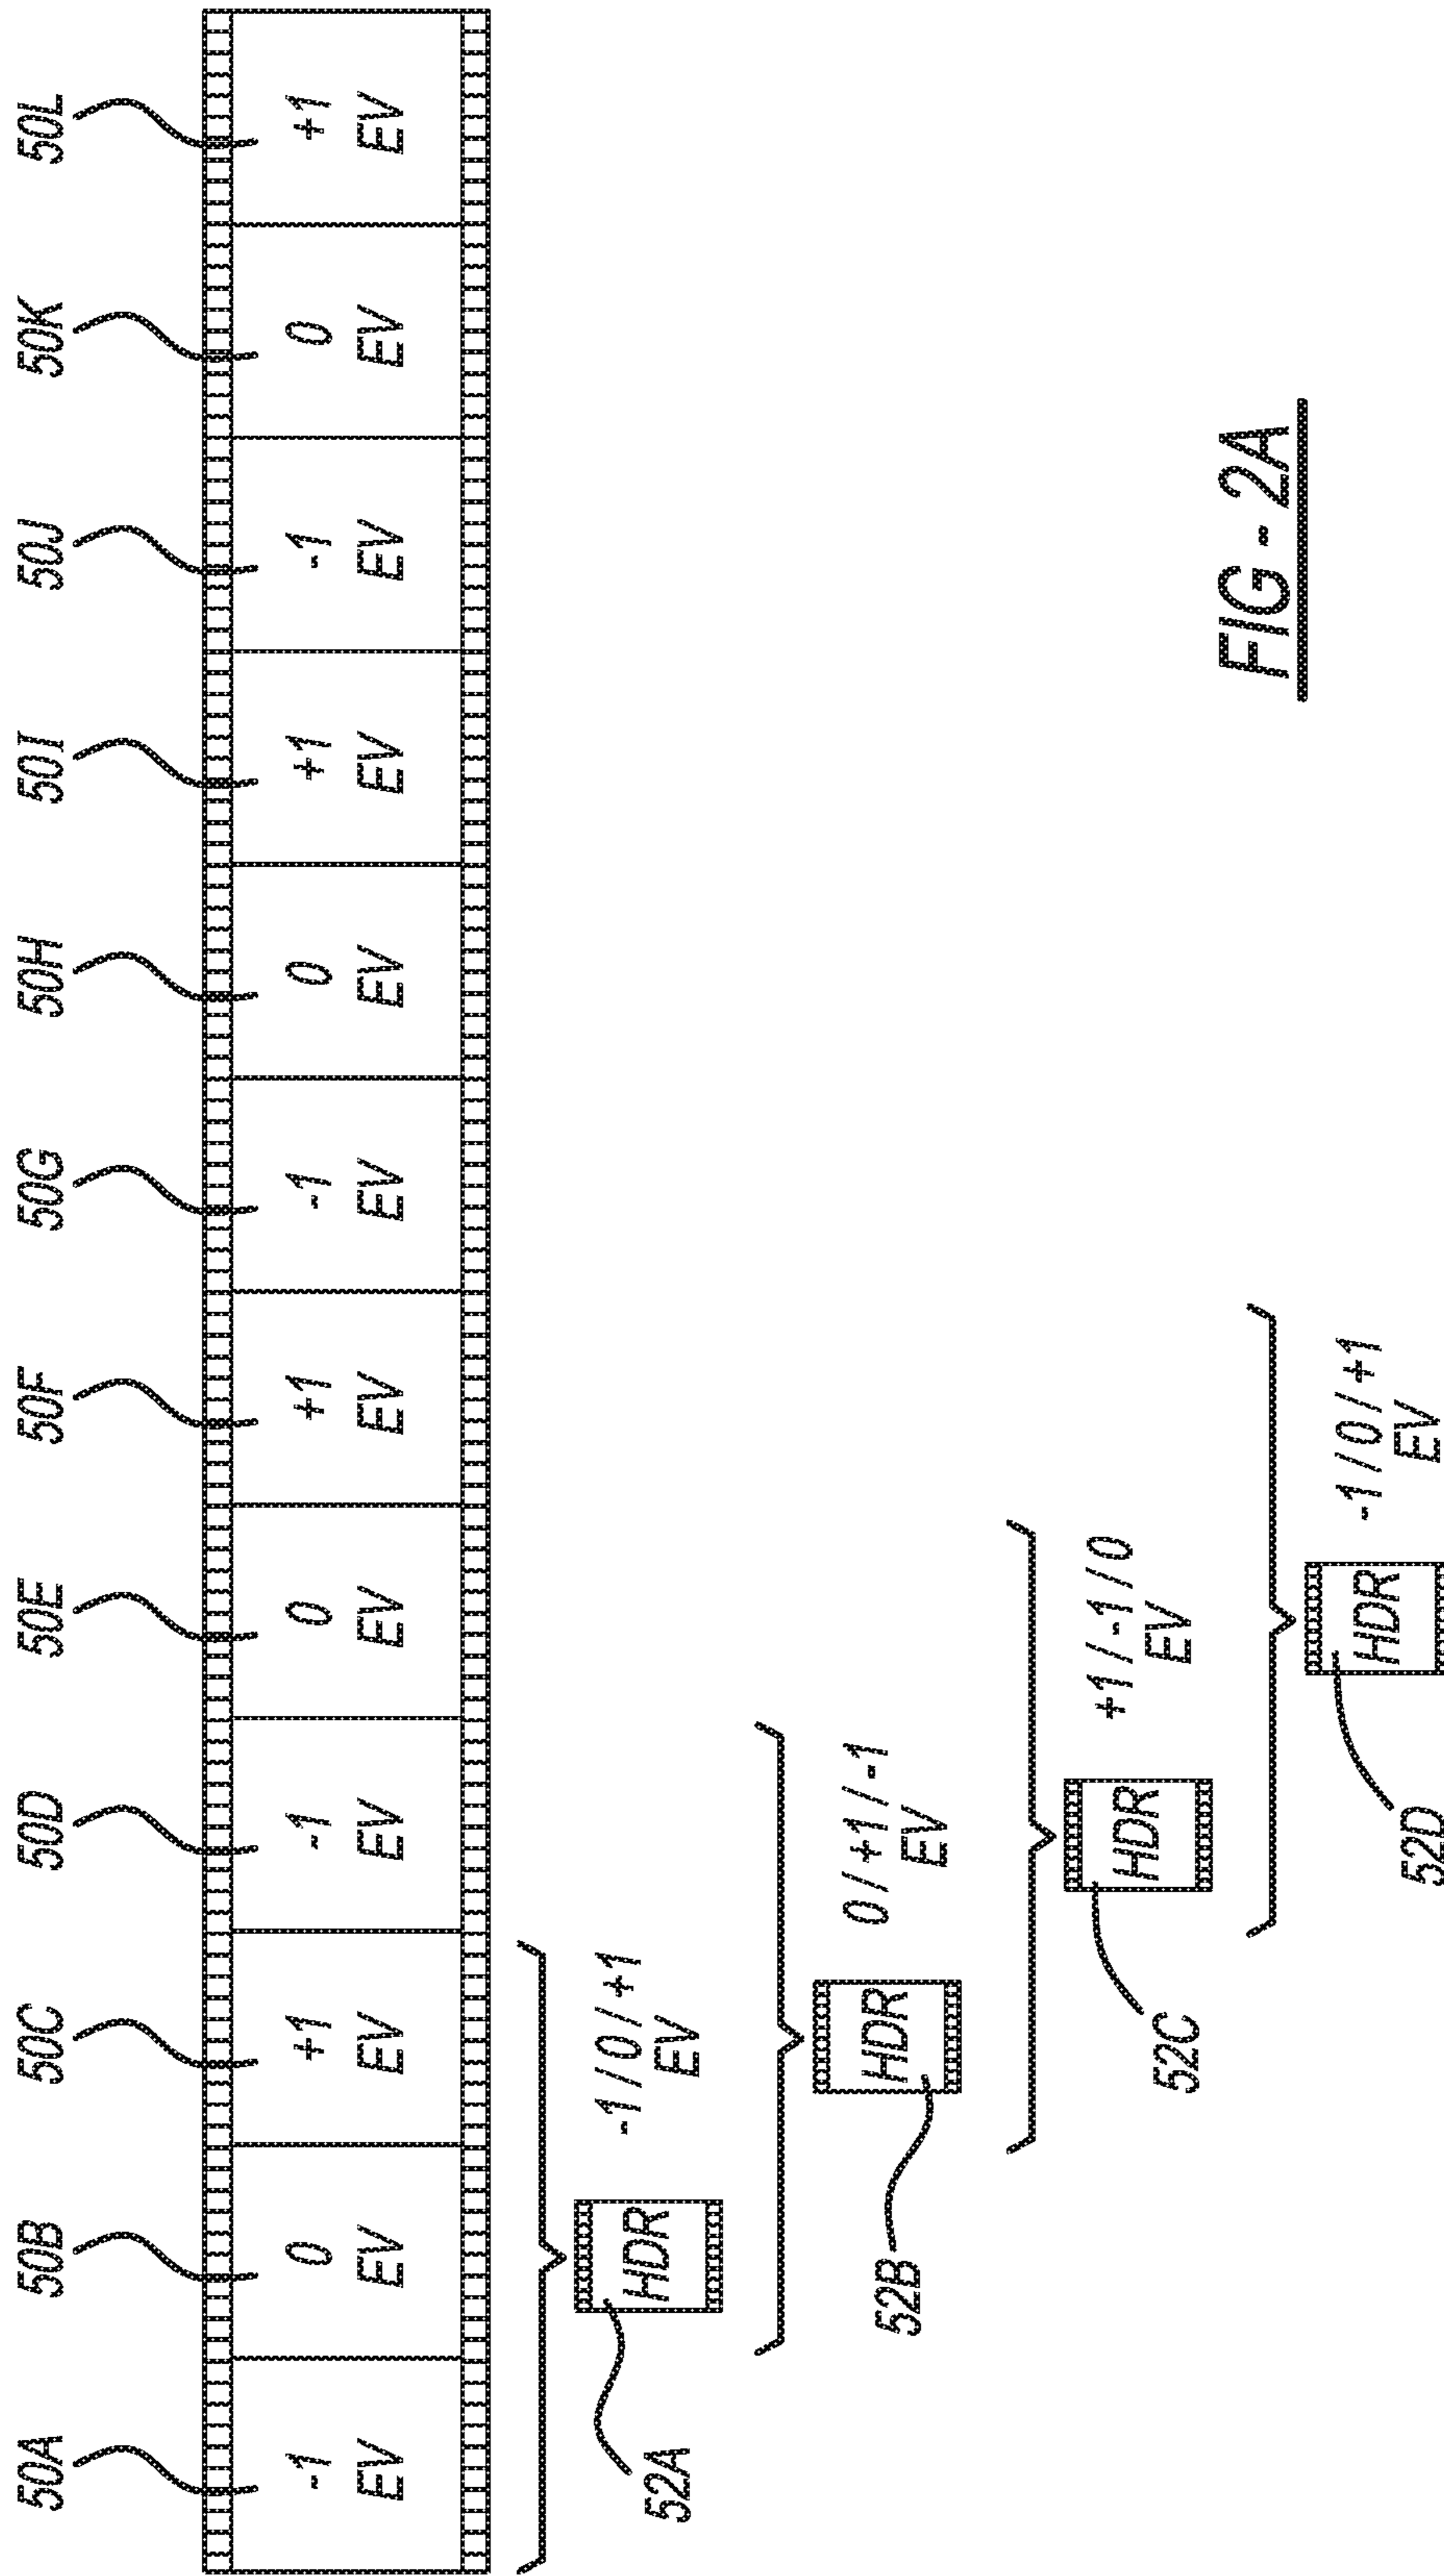 50A 50B 50C 50D 50E 50F 50G 50H 50I 50J 50K 50L
-1 0 +1 -1 0 +1 -1 0 +1 -1 0 +1
EV EV EV EV EV EV EV EV EV EV EV EV
-1 / 0 / +1
EV
HDR
52A
0 / +1 / -1
EV
HDR
52B
+1 / -1 / 0
EV
HDR
52C
-1 / 0 / +1
EV
HDR
52D
FIG - 2A